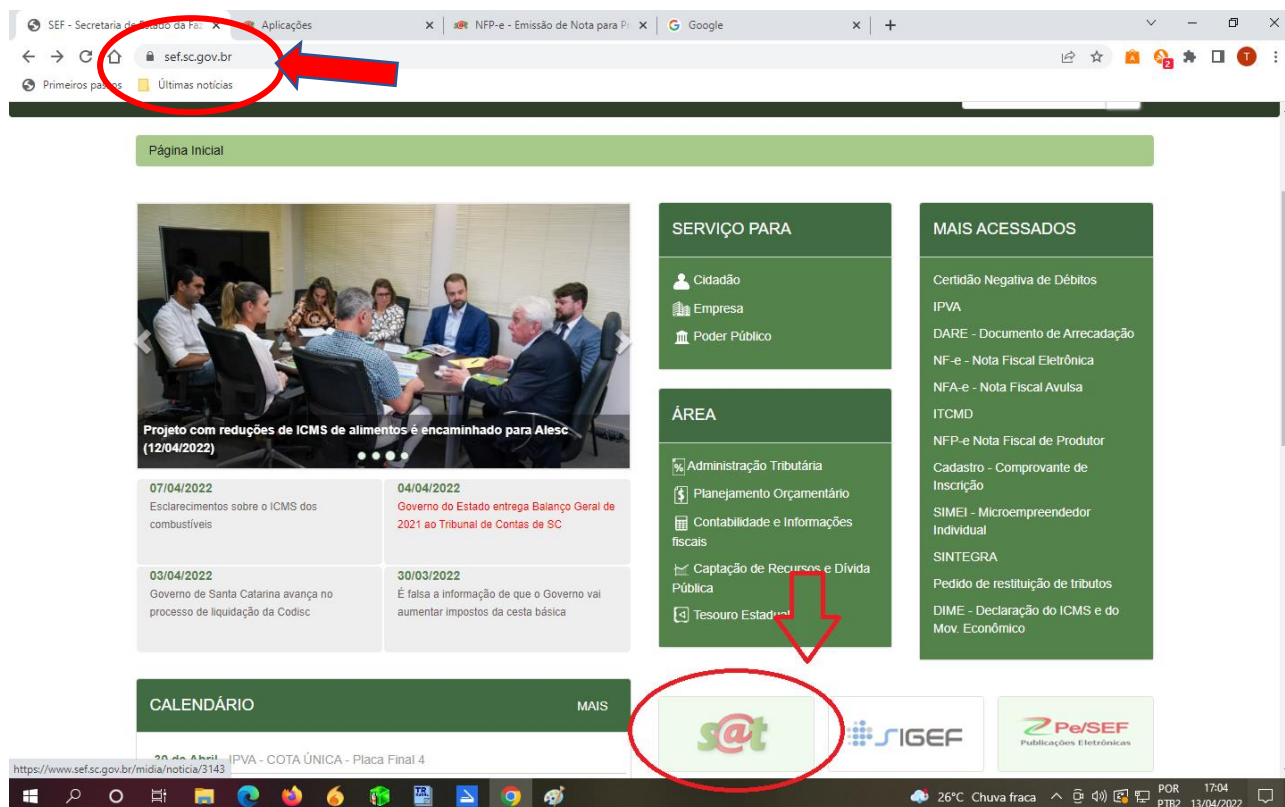 SEF - Secretaria de Estado da Faz
Aplicações
NFP-e - Emissão de Nota para Pr
Google
sef.sc.gov.br
2
T
Primeiros passos
Últimas notícias
Página Inicial
Projeto com reduções de ICMS de alimentos é encaminhado para Alesc
(12/04/2022)
07/04/2022
Esclarecimentos sobre o ICMS dos
combustíveis
04/04/2022
Governo do Estado entrega Balanço Geral de
2021 ao Tribunal de Contas de SC
03/04/2022
Governo de Santa Catarina avança no
processo de liquidação da Codisc
30/03/2022
É falsa a informação de que o Governo vai
aumentar impostos da cesta básica
SERVIÇO PARA
Cidadão
Empresa
Poder Público
ÁREA
Administração Tributária
Planejamento Orçamentário
Contabilidade e Informações
fiscais
Captação de Recursos e Dívida
Pública
Tesouro Estadual
MAIS ACESSADOS
Certidão Negativa de Débitos
IPVA
DARE - Documento de Arrecadação
NF-e - Nota Fiscal Eletrônica
NFA-e - Nota Fiscal Avulsa
ITCMD
NFP-e Nota Fiscal de Produtor
Cadastro - Comprovante de
Inscrição
SIMEI - Microempreendedor
Individual
SINTEGRA
Pedido de restituição de tributos
DIME - Declaração do ICMS e do
Mov. Econômico
CALENDÁRIO
MAIS
30 de Abril - IPVA - COTA ÚNICA - Placa Final 4
s@t
SIGEF
Pe/SEF
Publicações Eletrônicas
https://www.sef.sc.gov.br/midia/noticia/3143
26°C Chuva fraca
POR
PTB2
17:04
13/04/2022